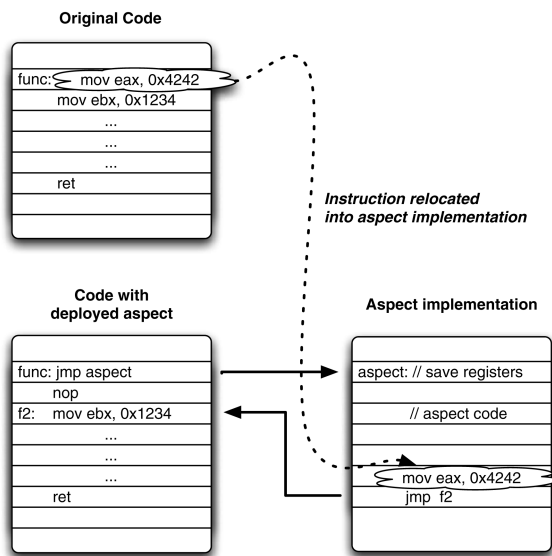 Original Code
func: mov eax, 0x4242
mov ebx, 0x1234
...
...
...
ret
Instruction relocated
into aspect implementation
Code with
deployed aspect
func: jmp aspect
nop
f2: mov ebx, 0x1234
...
...
...
ret
Aspect implementation
aspect: // save registers
// aspect code
mov eax, 0x4242
jmp f2